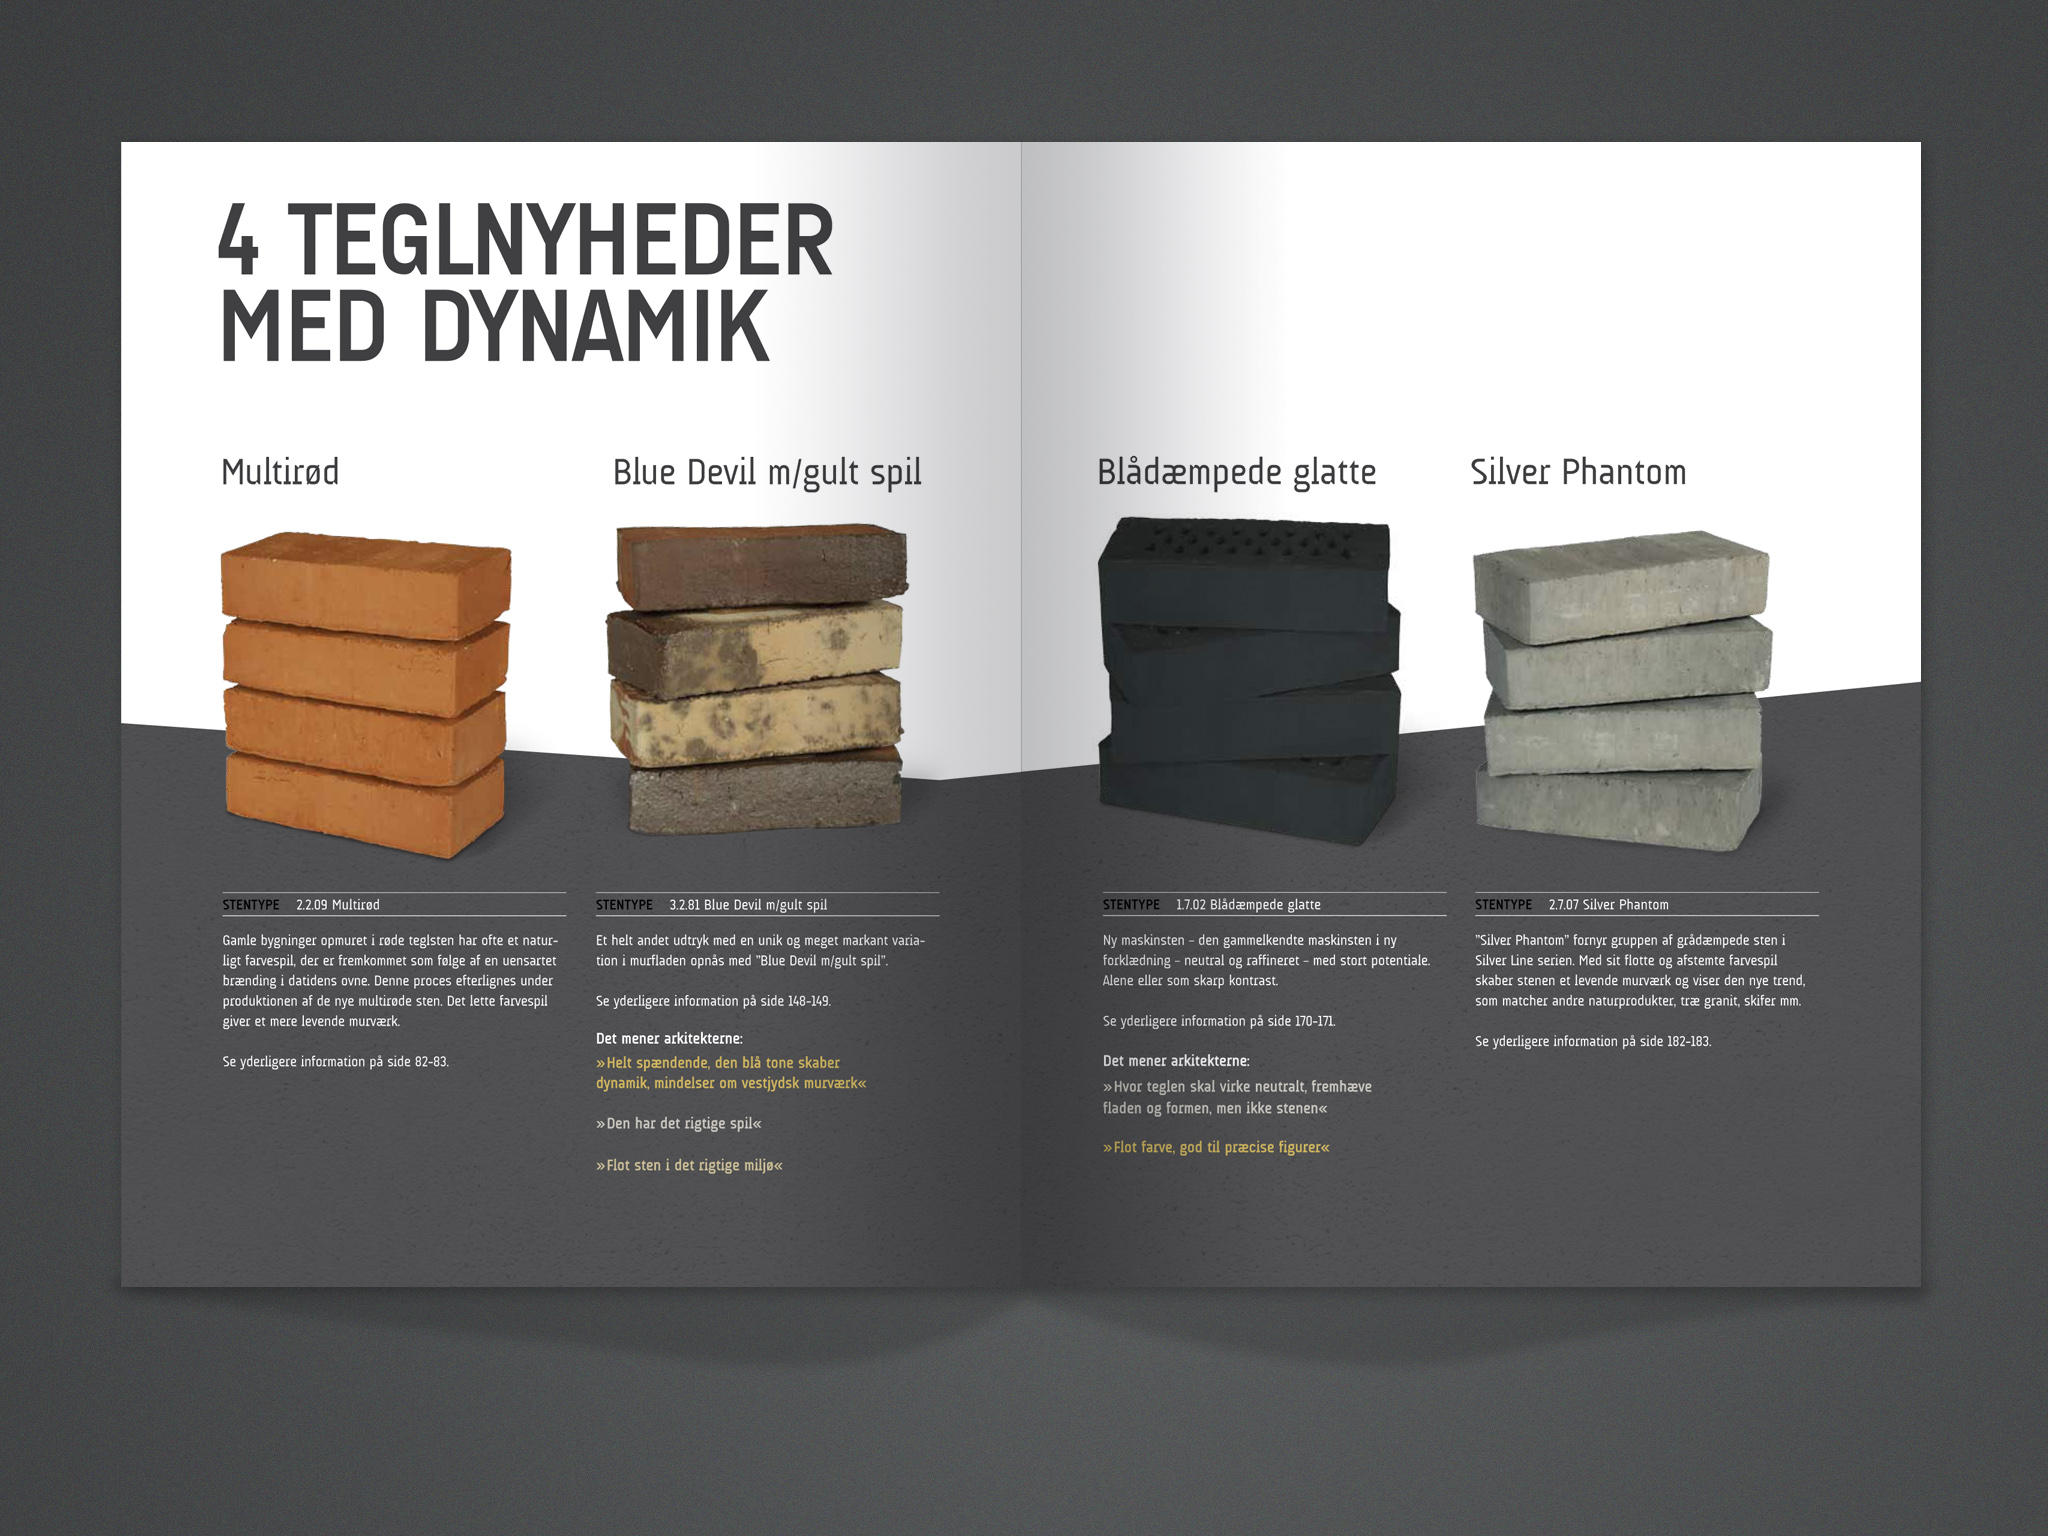 4 TEGLNYHEDER
MED DYNAMIK
Multirød
Blue Devil m/gult spil
Blådæmpede glatte
Silver Phantom
STENTYPE 2.2.09 Multirød
Gamle bygninger opmuret i røde teglsten har ofte et natur-
ligt farvespil, der er fremkommet som følge af en uensartet
brænding i datidens ovne. Denne proces efterlignes under
produktionen af de nye multirøde sten. Det lette farvespil
giver et mere levende murværk.
Se yderligere information på side 82-83.
STENTYPE 3.2.81 Blue Devil m/gult spil
Et helt andet udtryk med en unik og meget markant varia-
tion i murfladen opnås med ”Blue Devil m/gult spil”.
Se yderligere information på side 148-149.
Det mener arkitekterne:
»Helt spændende, den blå tone skaber
dynamik, mindelser om vestjydsk murværk«
»Den har det rigtige spil«
»Flot sten i det rigtige miljø«
STENTYPE 1.7.02 Blådæmpede glatte
Ny maskinsten – den gammelkendte maskinsten i ny
forklædning – neutral og raffineret – med stort potentiale.
Alene eller som skarp kontrast.
Se yderligere information på side 170-171.
Det mener arkitekterne:
»Hvor teglen skal virke neutralt, fremhæve
fladen og formen, men ikke stenen«
»Flot farve, god til præcise figurer«
STENTYPE 2.7.07 Silver Phantom
”Silver Phantom” fornyr gruppen af grådæmpede sten i
Silver Line serien. Med sit flotte og afstemte farvespil
skaber stenen et levende murværk og viser den nye trend,
som matcher andre naturprodukter, træ granit, skifer mm.
Se yderligere information på side 182-183.